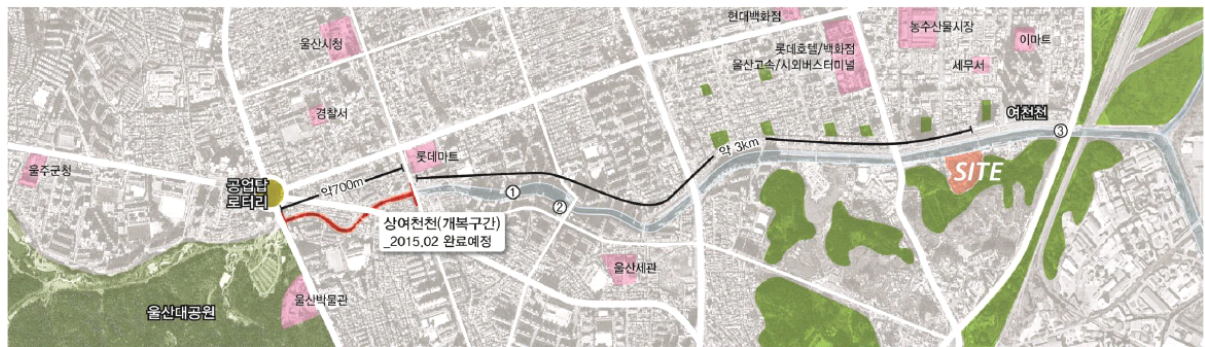 현대백화점
농수산물시장
이마트
울산시청
롯데호텔/백화점
울산고속/시외버스터미널
세무서
경찰서
여천천
③
롯데마트
약 3km
울주군청
약700m
공업탑
로터리
①
②
SITE
상여천천(개복구간)
_2015.02 완료예정
울산세관
울산박물관
울산대공원